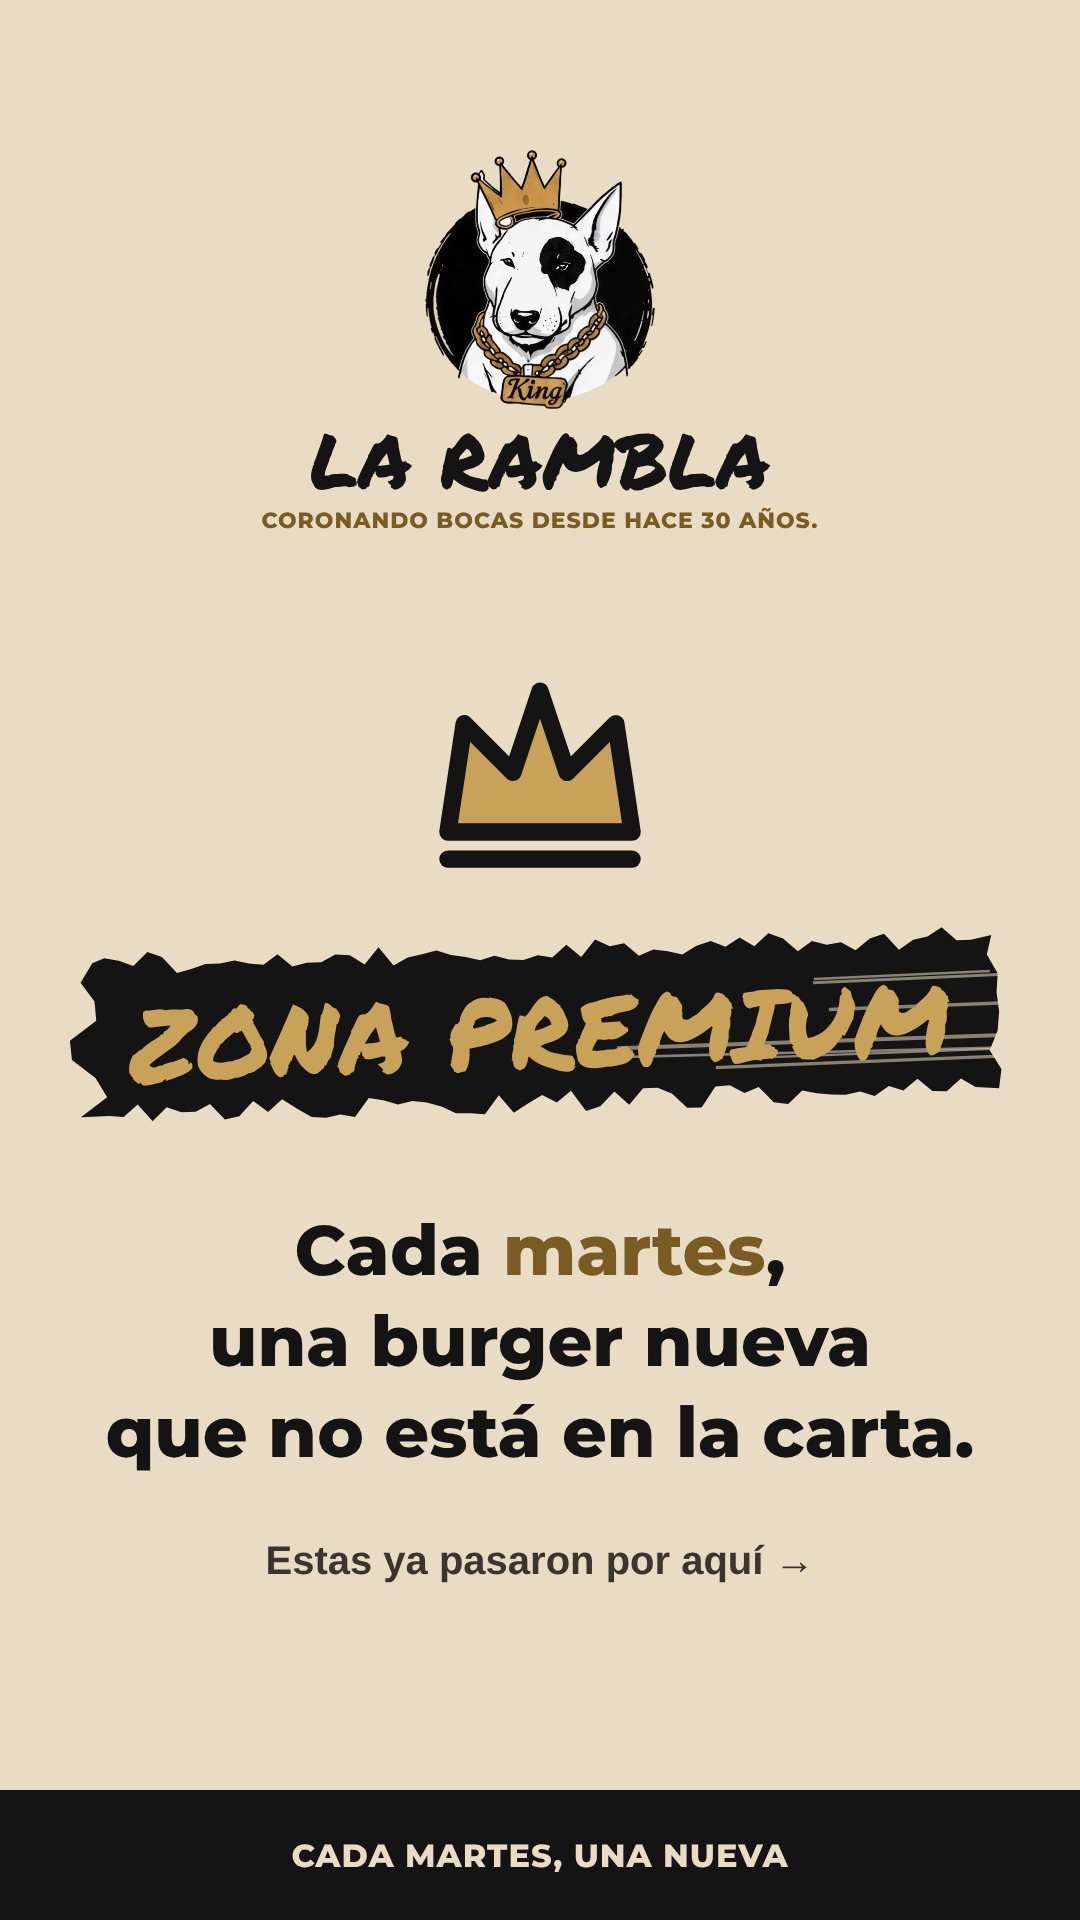 King
LA RAMBLA
CORONANDO BOCAS DESDE HACE 30 AÑOS.
ZONA PREMIUM
Cada martes,
una burger nueva
que no está en la carta.
Estas ya pasaron por aquí →
CADA MARTES, UNA NUEVA